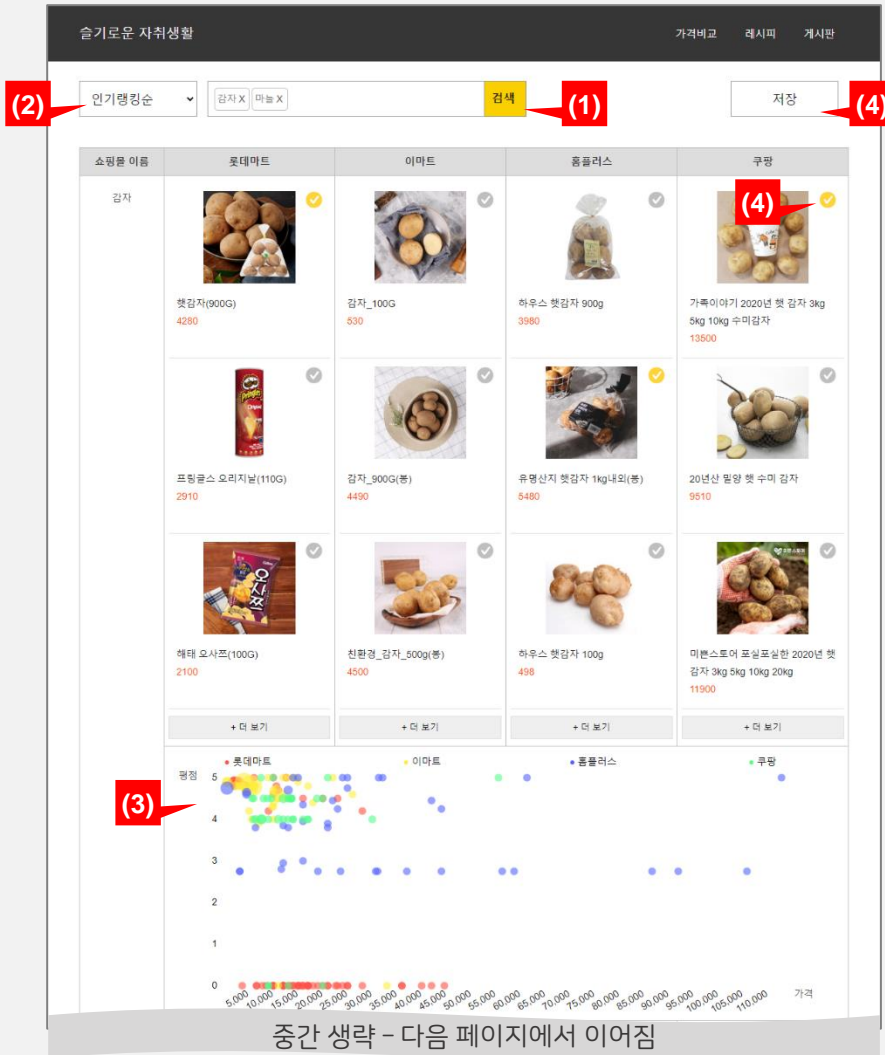 슬기로운 자취생활
가격비교 레시피 게시판
(2)
인기랭킹순
감자 X 마늘 X
검색
(1)
저장
(4)
쇼핑몰 이름 롯데마트 이마트 홈플러스 쿠팡
감자
(4)
햇감자(900G)
4280
감자_100G
530
하우스 햇감자 900g
3980
가족이야기 2020년 햇 감자 3kg
5kg 10kg 수미감자
13500
Pringles
Original
프링글스 오리지날(110G)
2910
감자_900G(봉)
4490
유명산지 햇감자 1kg내외(봉)
5480
20년산 밀양 햇 수미 감자
9510
오사쯔
해태 오사쯔(100G)
2100
친환경_감자_500g(봉)
4500
하우스 햇감자 100g
498
미쁜스토어 포실포실한 2020년 햇
감자 3kg 5kg 10kg 20kg
11900
+ 더 보기 + 더 보기 + 더 보기 + 더 보기
롯데마트 이마트 홈플러스 쿠팡
평점
(3)
5
4
3
2
1
0
5,000 10,000 15,000 20,000 25,000 30,000 35,000 40,000 45,000 50,000 55,000 60,000 65,000 70,000 75,000 80,000 85,000 90,000 95,000 100,000 105,000 110,000
가격
중간 생략 – 다음 페이지에서 이어짐